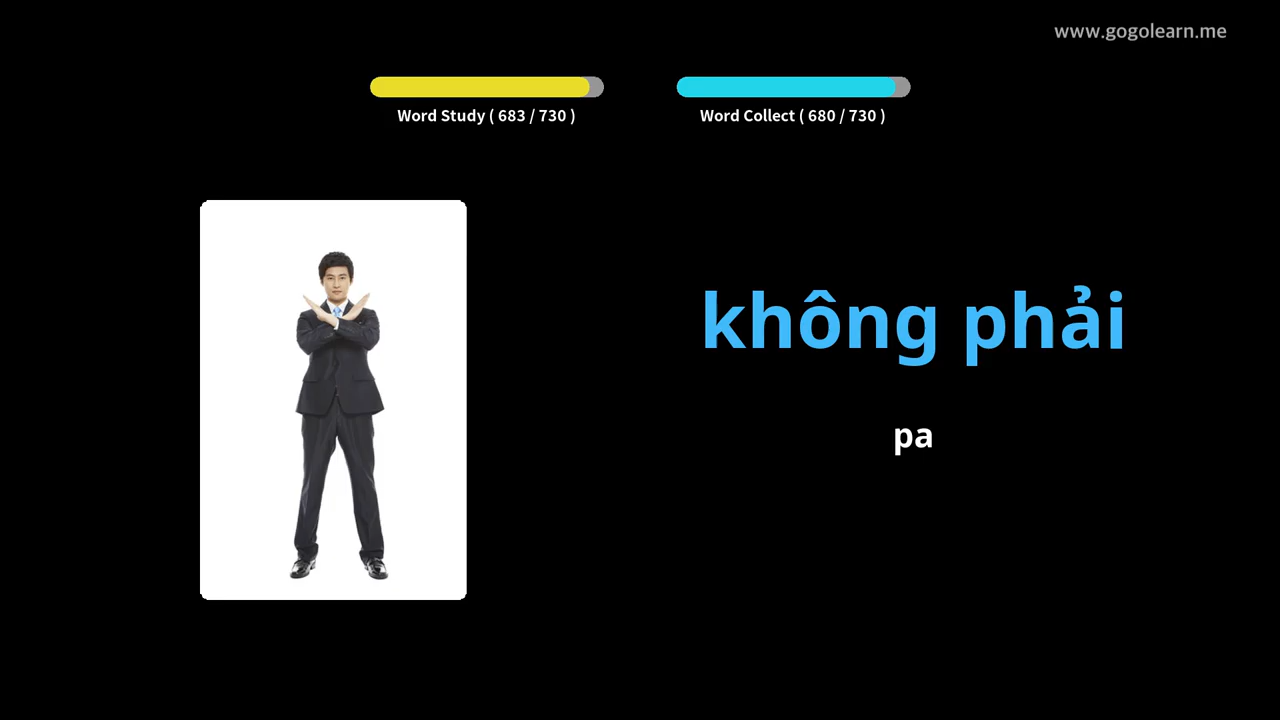 www.gogolearn.me
Word Study ( 683 / 730 )
Word Collect ( 680 / 730 )
không phải
pa